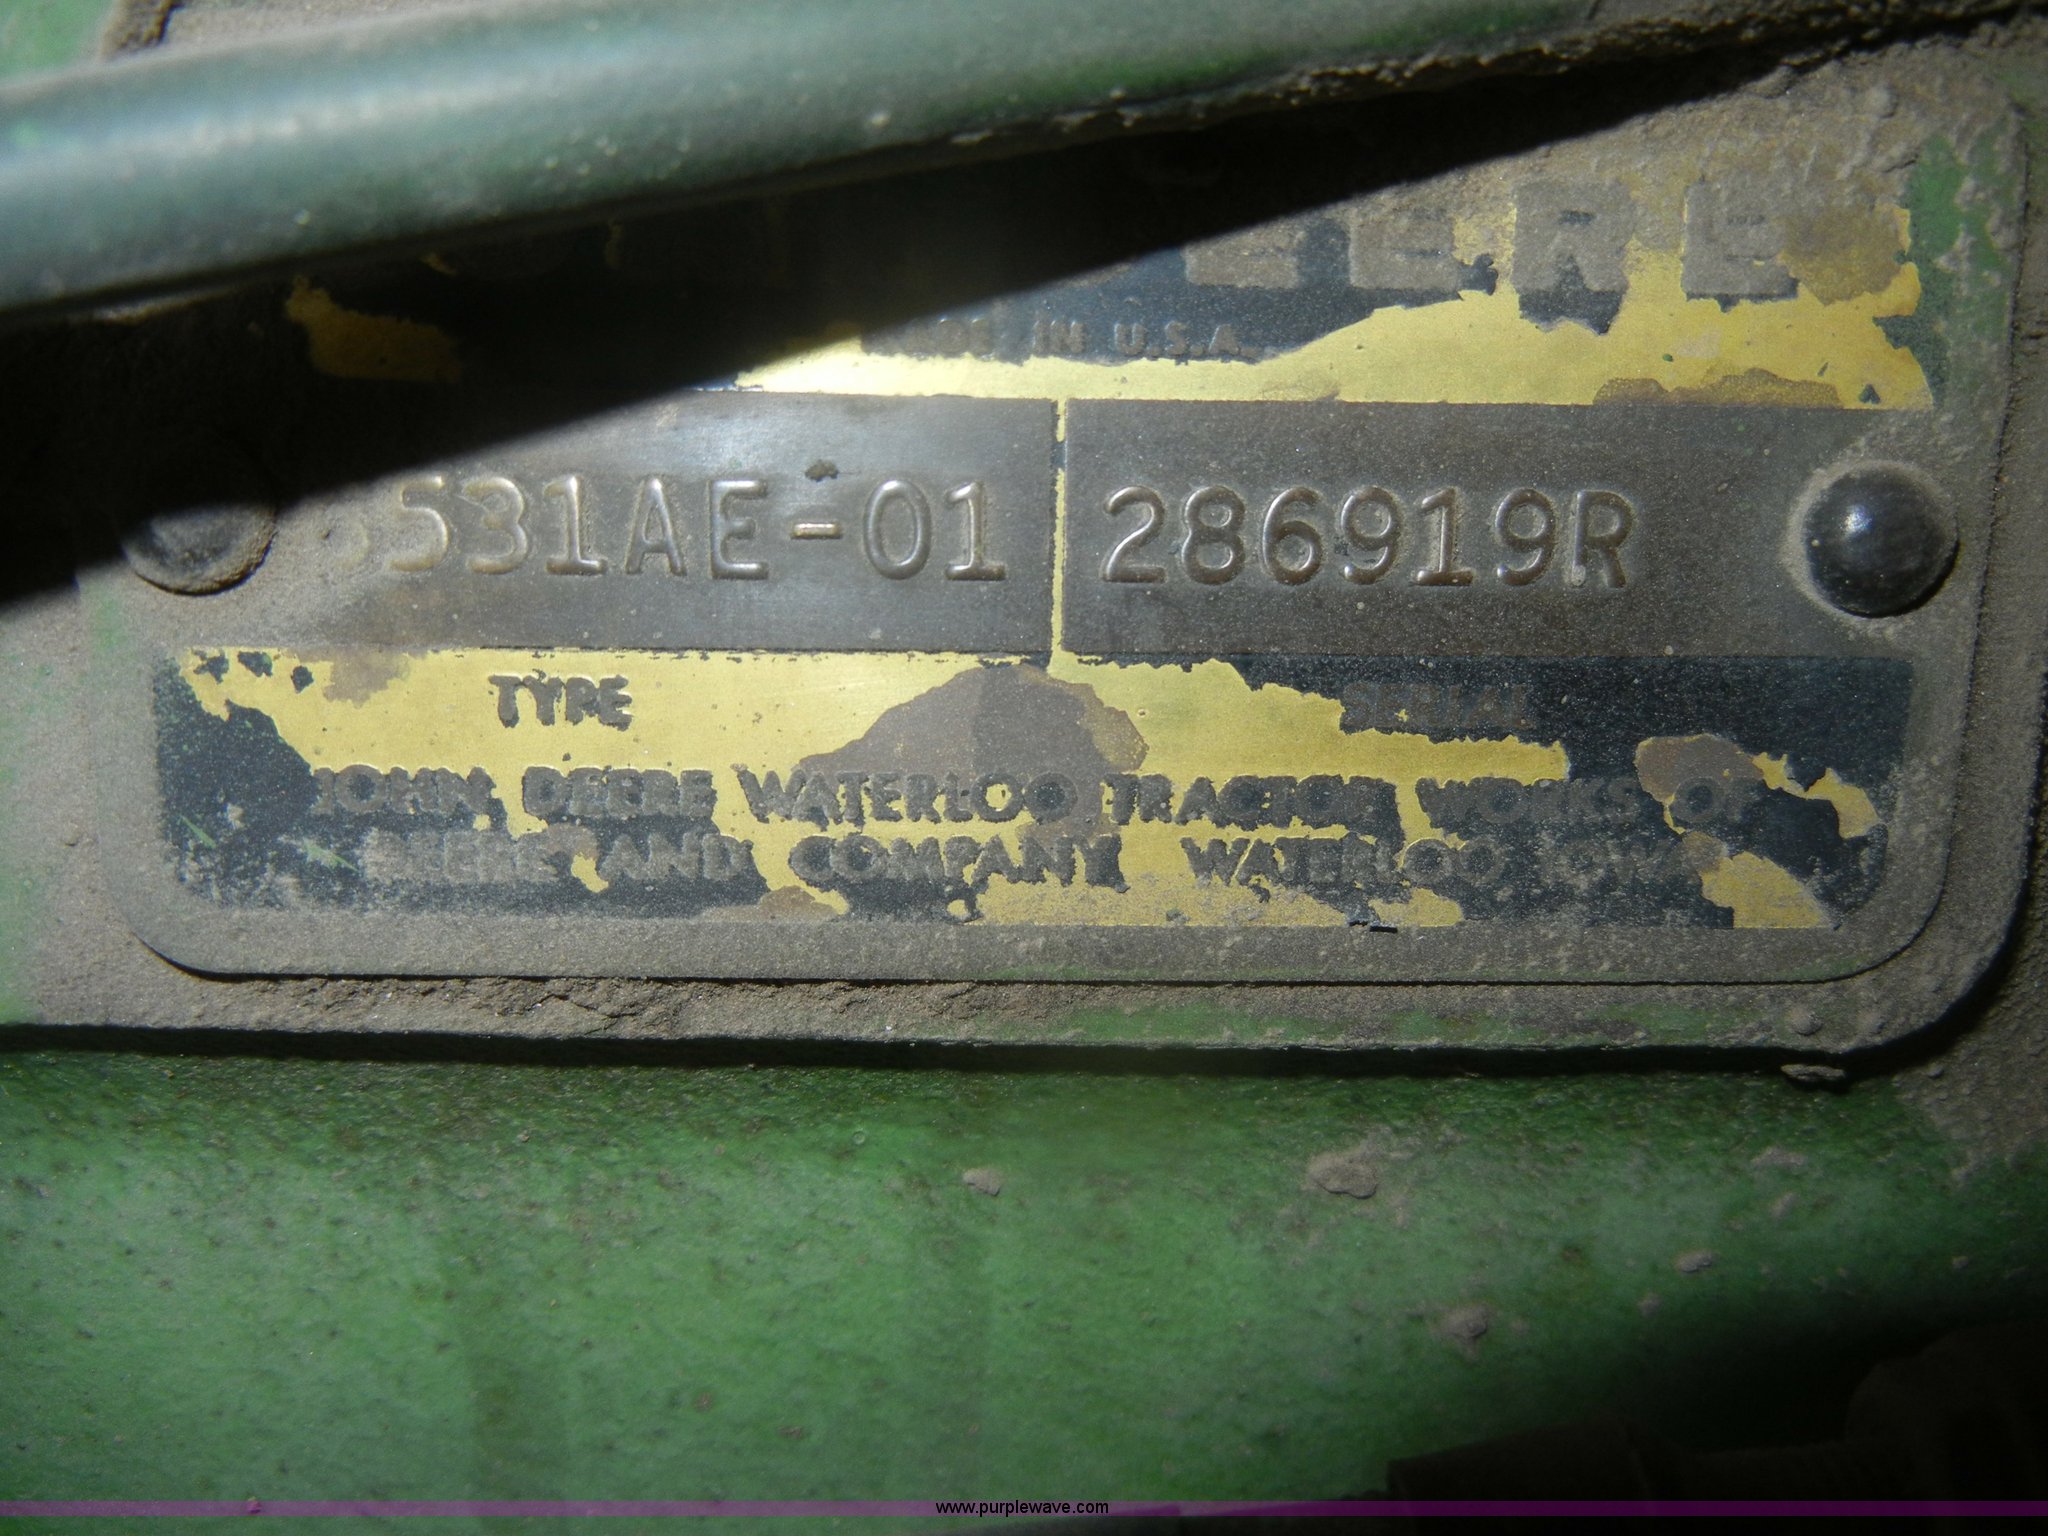 DEERE
MADE IN U.S.A.
531AE-01 286919R
TYPE SERIAL
JOHN DEERE WATERLOO TRACTOR WORKS OF
DEERE AND COMPANY WATERLOO IOWA
www.purplewave.com